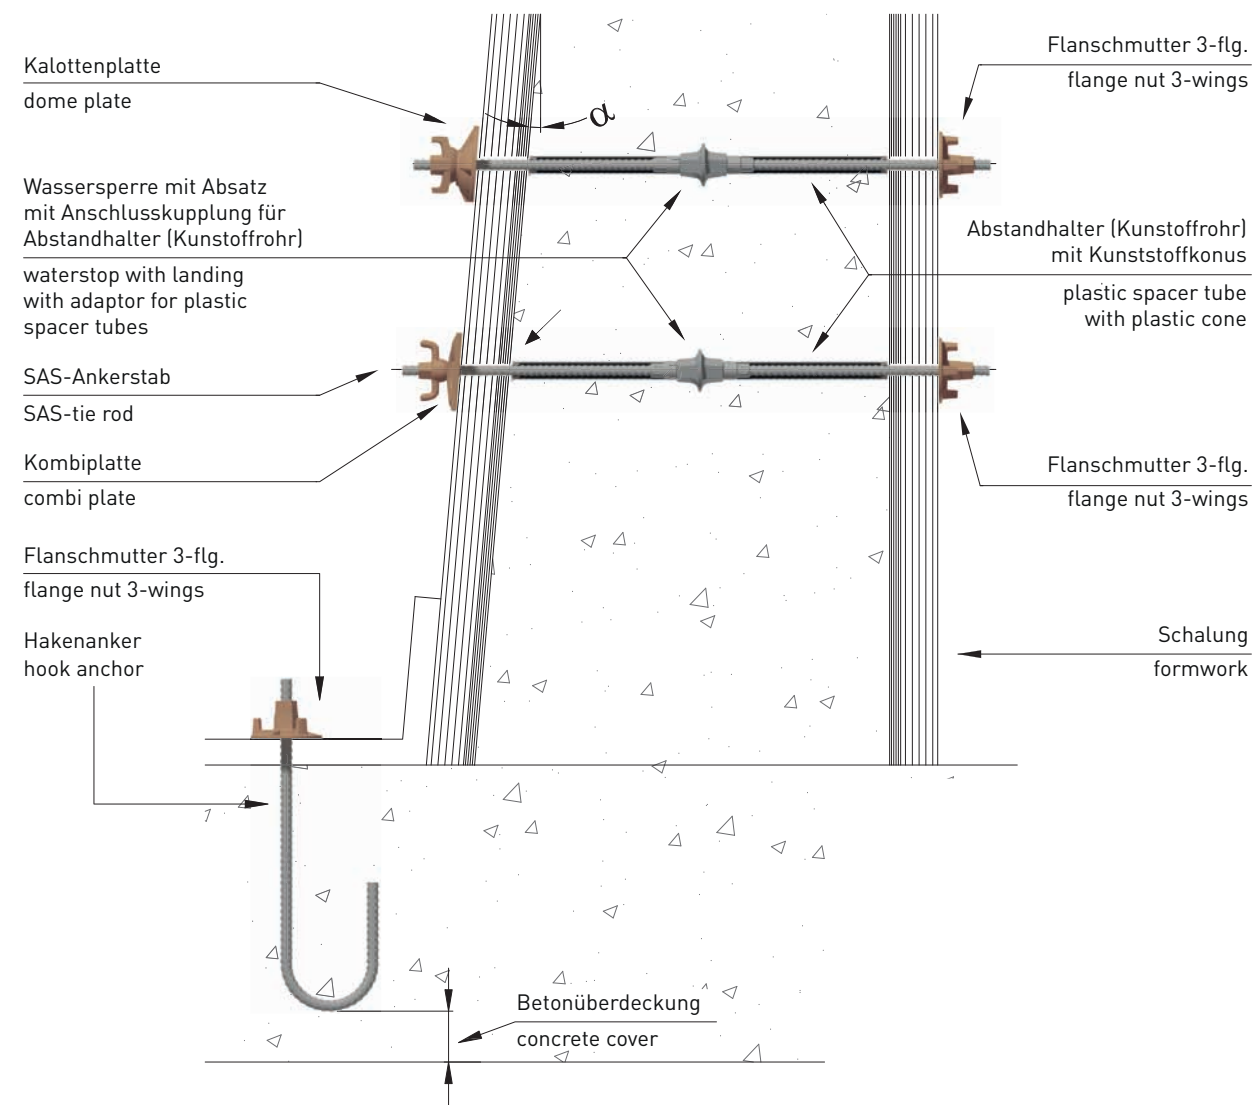 Kalottenplatte
dome plate
Wassersperre mit Absatz
mit Anschlusskupplung für
Abstandhalter (Kunstoffrohr)
waterstop with landing
with adaptor for plastic
spacer tubes
SAS-Ankerstab
SAS-tie rod
Kombiplatte
combi plate
Flanschmutter 3-flg.
flange nut 3-wings
Hakenanker
hook anchor
α
Flanschmutter 3-flg.
flange nut 3-wings
Abstandhalter (Kunstoffrohr)
mit Kunststoffkonus
plastic spacer tube
with plastic cone
Flanschmutter 3-flg.
flange nut 3-wings
Schalung
formwork
Betonüberdeckung
concrete cover